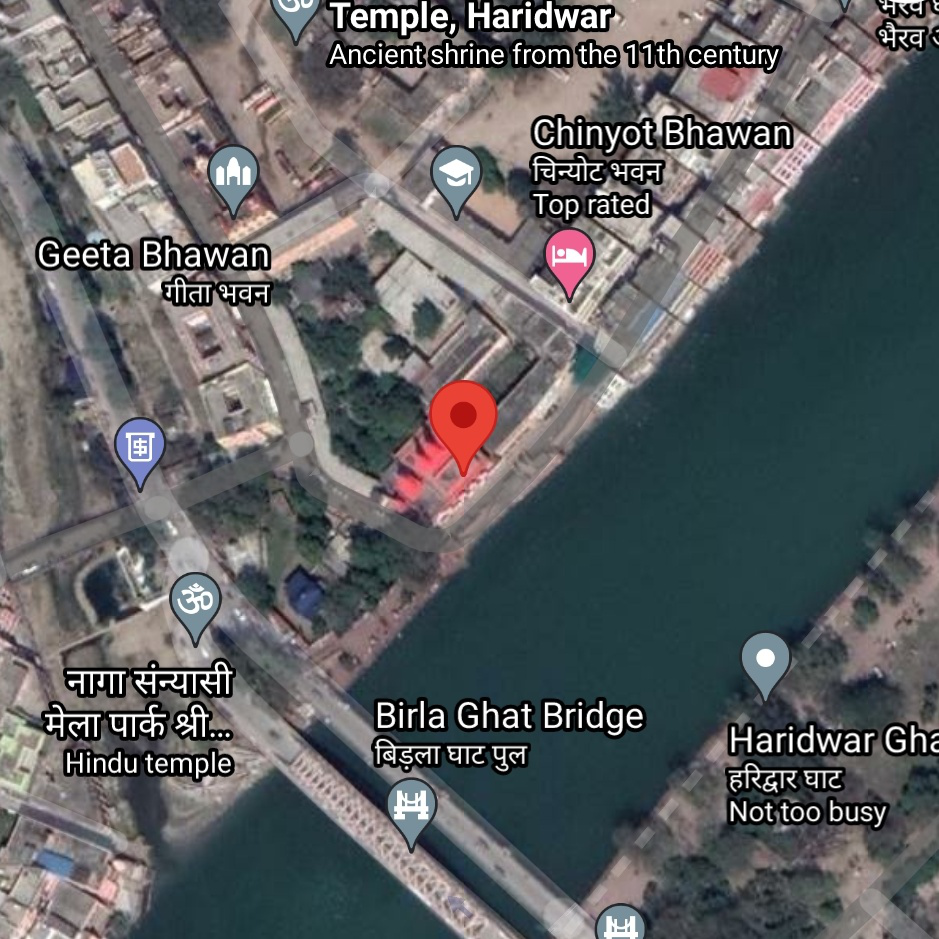 Temple, Haridwar
Ancient shrine from the 11th century
Chinyot Bhawan
चिन्योट भवन
Top rated
Geeta Bhawan
गीता भवन
नागा संन्यासी
मेला पार्क श्री...
Hindu temple
Birla Ghat Bridge
बिड़ला घाट पुल
Haridwar Gha
हरिद्वार घाट
Not too busy